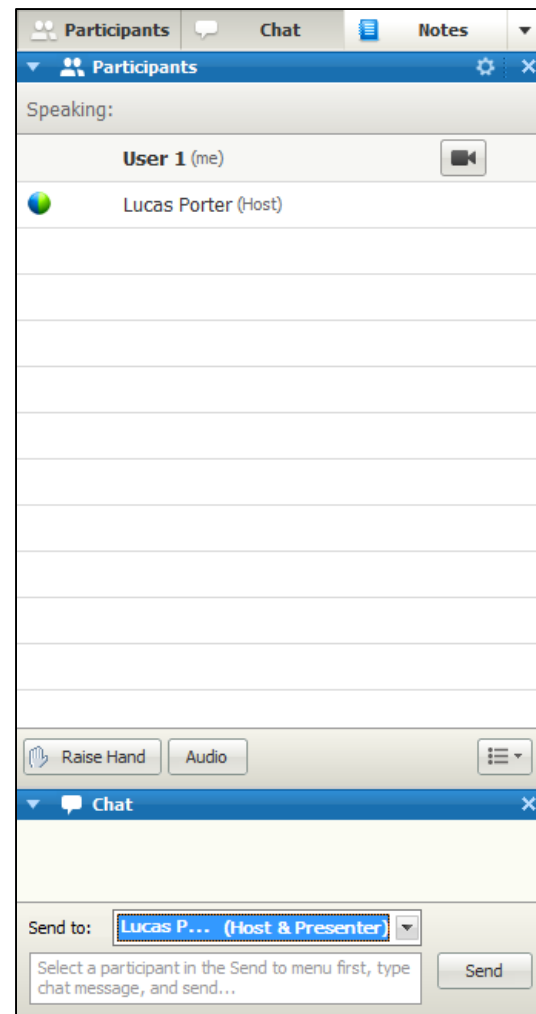 Participants Chat Notes
Participants
Speaking:
User 1 (me)
Lucas Porter (Host)
Raise Hand Audio
Chat
Send to: Lucas P... (Host & Presenter)
Select a participant in the Send to menu first, type
chat message, and send...
Send